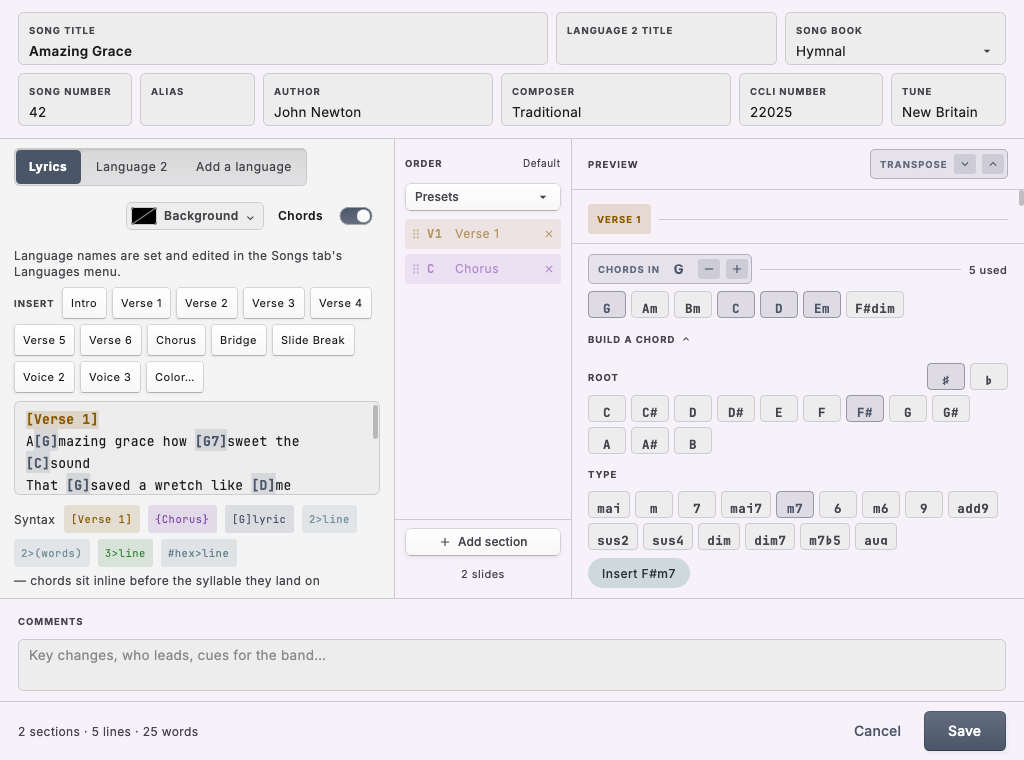 SONG TITLE
Amazing Grace
LANGUAGE 2 TITLE
SONG BOOK
Hymnal
SONG NUMBER
42
ALIAS
AUTHOR
John Newton
COMPOSER
Traditional
CCLI NUMBER
22025
TUNE
New Britain
Lyrics
Language 2
Add a language
Background
Chords
Language names are set and edited in the Songs tab's
Languages menu.
INSERT
Intro
Verse 1
Verse 2
Verse 3
Verse 4
Verse 5
Verse 6
Chorus
Bridge
Slide Break
Voice 2
Voice 3
Color...
[Verse 1]
A[G]mazing grace how [G7]sweet the
[C]sound
That [G]saved a wretch like [D]me
Syntax
[Verse 1]
{Chorus}
[G]lyric
2>line
2>(words)
3>line
#hex>line
— chords sit inline before the syllable they land on
ORDER
Default
Presets
V1 Verse 1 ×
C Chorus ×
+ Add section
2 slides
PREVIEW
TRANSPOSE
VERSE 1
CHORDS IN G − +
5 used
G Am Bm C D Em F#dim
BUILD A CHORD
ROOT
♯ ♭
C C# D D# E F F# G G#
A A# B
TYPE
maj m 7 maj7 m7 6 m6 9 add9
sus2 sus4 dim dim7 m7♭5 aug
Insert F#m7
COMMENTS
Key changes, who leads, cues for the band...
2 sections · 5 lines · 25 words
Cancel
Save